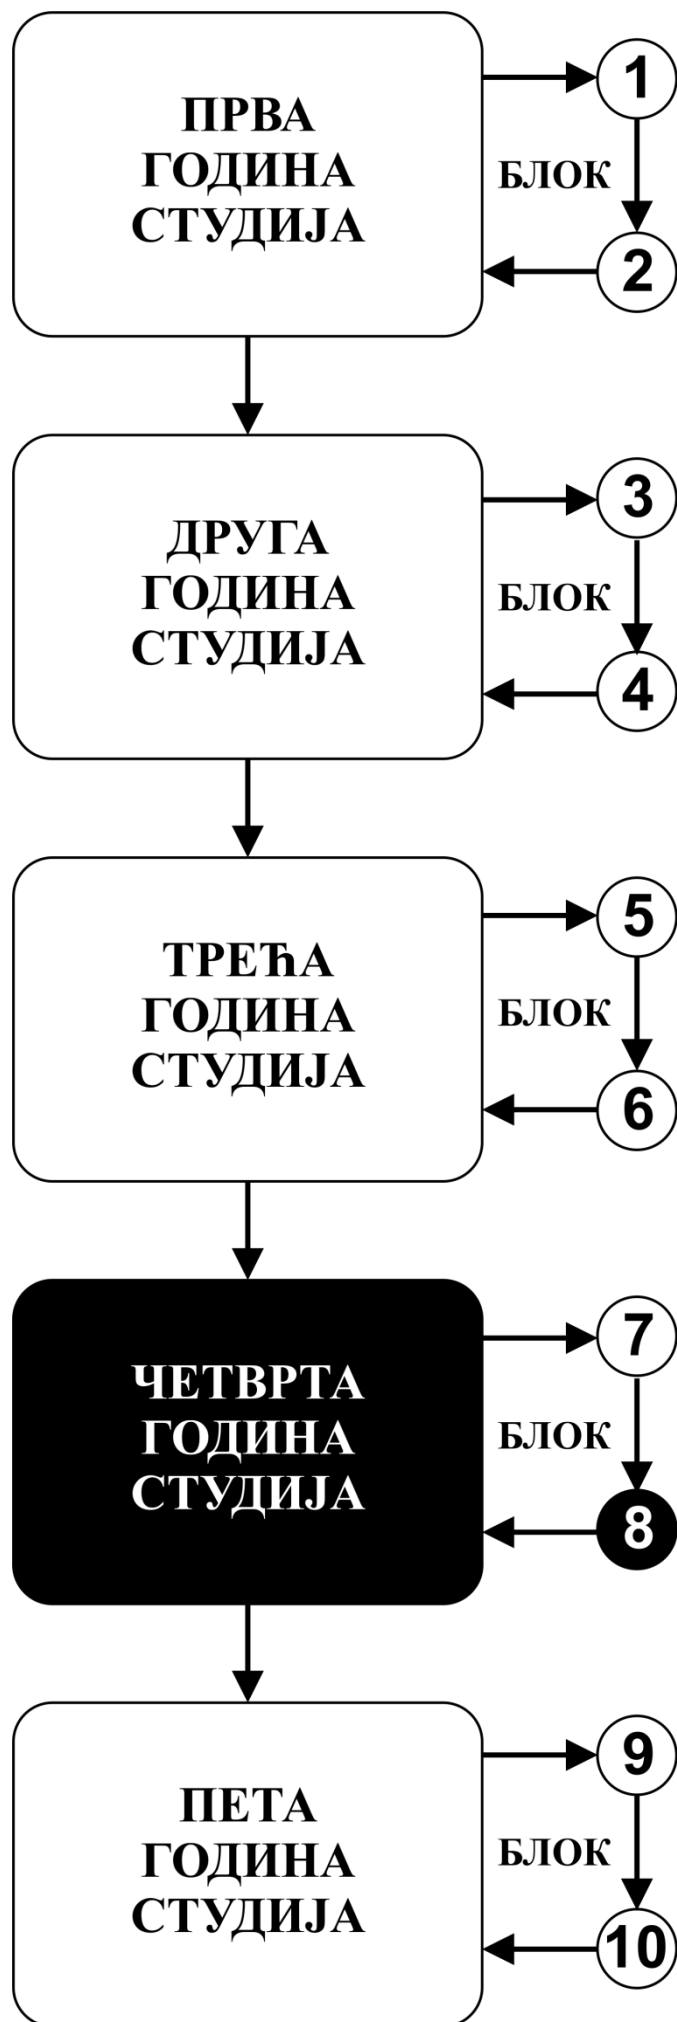 ПРВА
ГОДИНА
СТУДИЈА
1
БЛОК
2
ДРУГА
ГОДИНА
СТУДИЈА
3
БЛОК
4
ТРЕЋА
ГОДИНА
СТУДИЈА
5
БЛОК
6
ЧЕТВРТА
ГОДИНА
СТУДИЈА
7
БЛОК
8
ПЕТА
ГОДИНА
СТУДИЈА
9
БЛОК
10